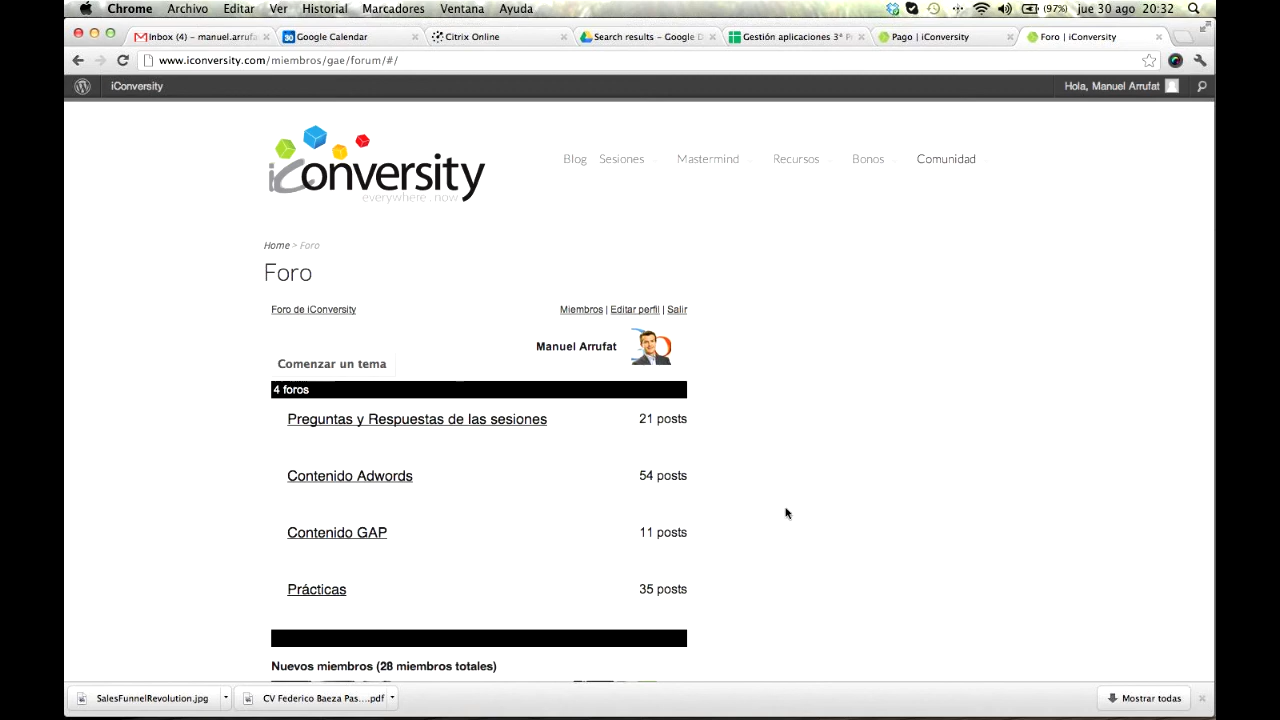 Chrome Archivo Editar Ver Historial Marcadores Ventana Ayuda (97%) jue 30 ago 20:32
Inbox (4) – manuel.arrufa Google Calendar Citrix Online Search results – Google D Gestión aplicaciones 3ª P Pago | iConversity Foro | iConversity
www.iconversity.com/miembros/gae/forum/#/
iConversity Hola, Manuel Arrufat
iConversity
everywhere . now
Blog Sesiones Mastermind Recursos Bonos Comunidad
Home > Foro
Foro
Foro de iConversity Miembros | Editar perfil | Salir
Manuel Arrufat
Comenzar un tema
4 foros
Preguntas y Respuestas de las sesiones 21 posts
Contenido Adwords 54 posts
Contenido GAP 11 posts
Prácticas 35 posts
Nuevos miembros (28 miembros totales)
SalesFunnelRevolution.jpg CV Federico Baeza Pas....pdf Mostrar todas